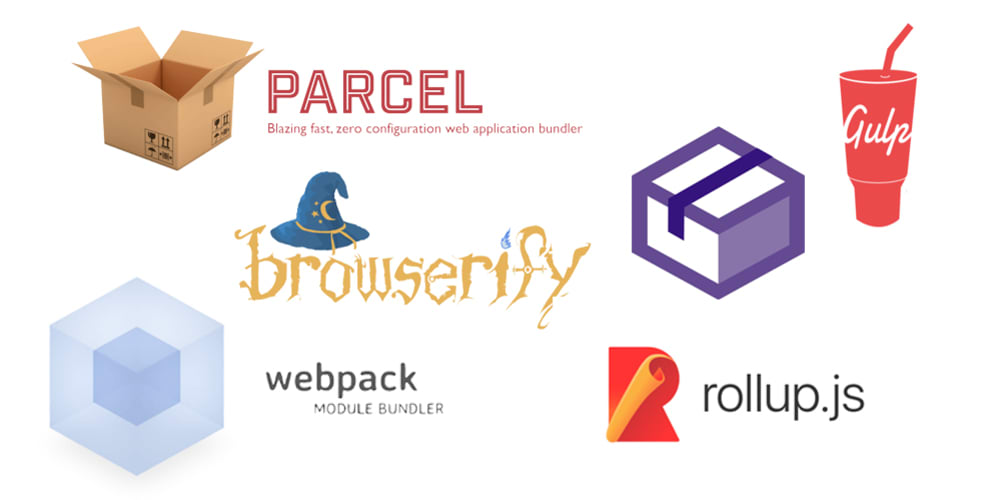 PARCEL
Blazing fast, zero configuration web application bundler
Gulp
browserify
webpack
MODULE BUNDLER
rollup.js